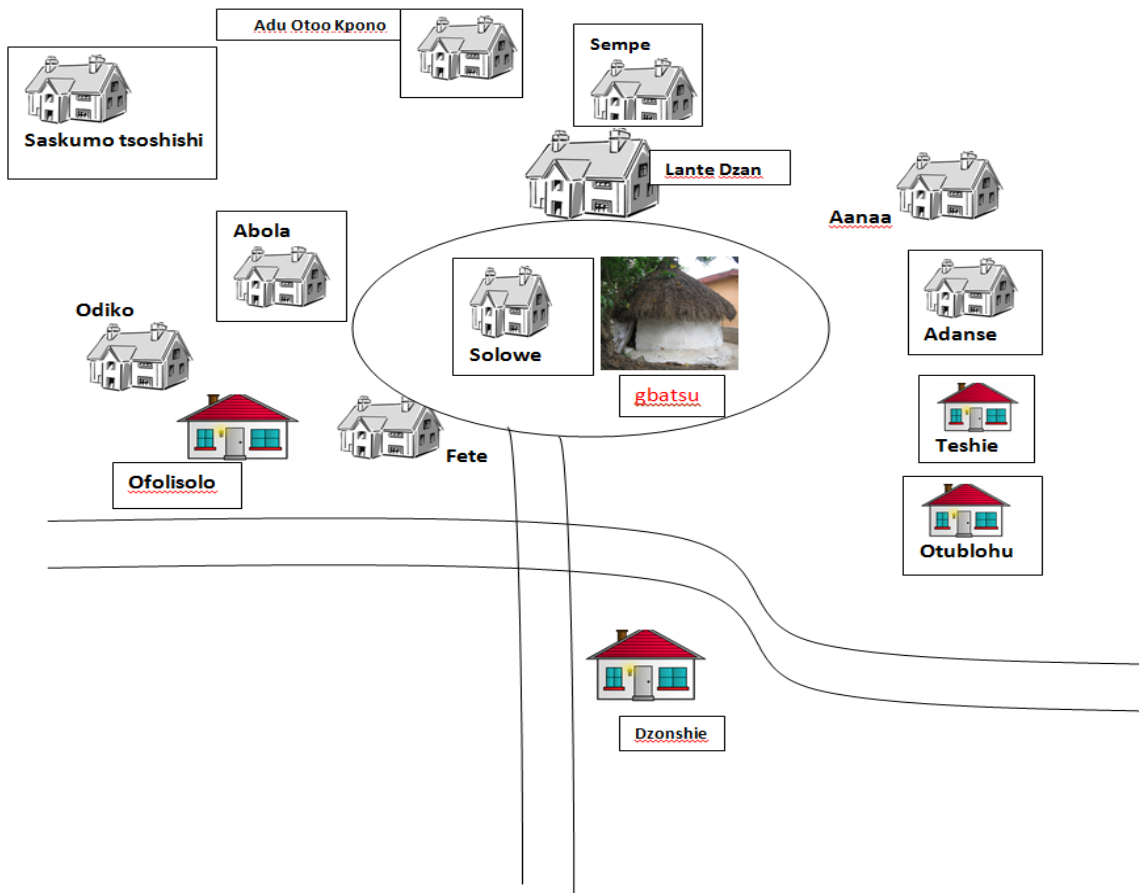 Adu Otoo Kpono
Sempe
Saskumo tsoshishi
Lante Dzan
Aanaa
Abola
Odiko
Solowe
Adanse
gbatsu
Teshie
Fete
Ofolisolo
Otublohu
Dzonshie